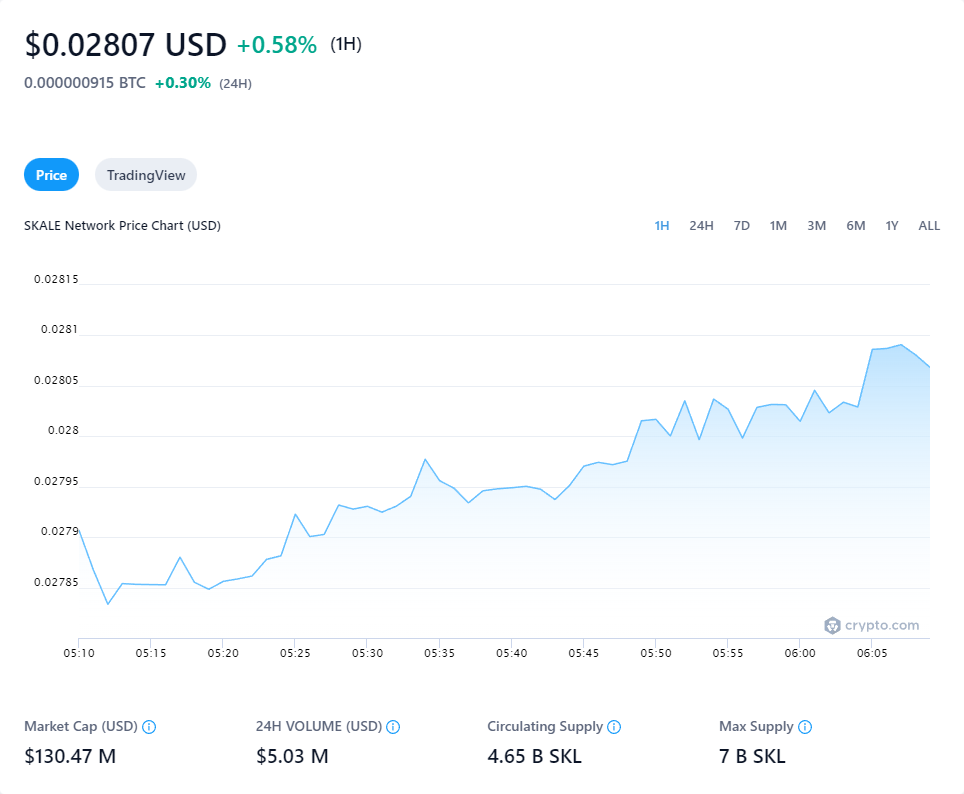 $0.02807 USD +0.58% (1H)
0.000000915 BTC +0.30% (24H)
Price TradingView
SKALE Network Price Chart (USD) 1H 24H 7D 1M 3M 6M 1Y ALL
0.02815
0.0281
0.02805
0.028
0.02795
0.0279
0.02785
crypto.com
05:10 05:15 05:20 05:25 05:30 05:35 05:40 05:45 05:50 05:55 06:00 06:05
Market Cap (USD) 24H VOLUME (USD) Circulating Supply Max Supply
$130.47 M $5.03 M 4.65 B SKL 7 B SKL